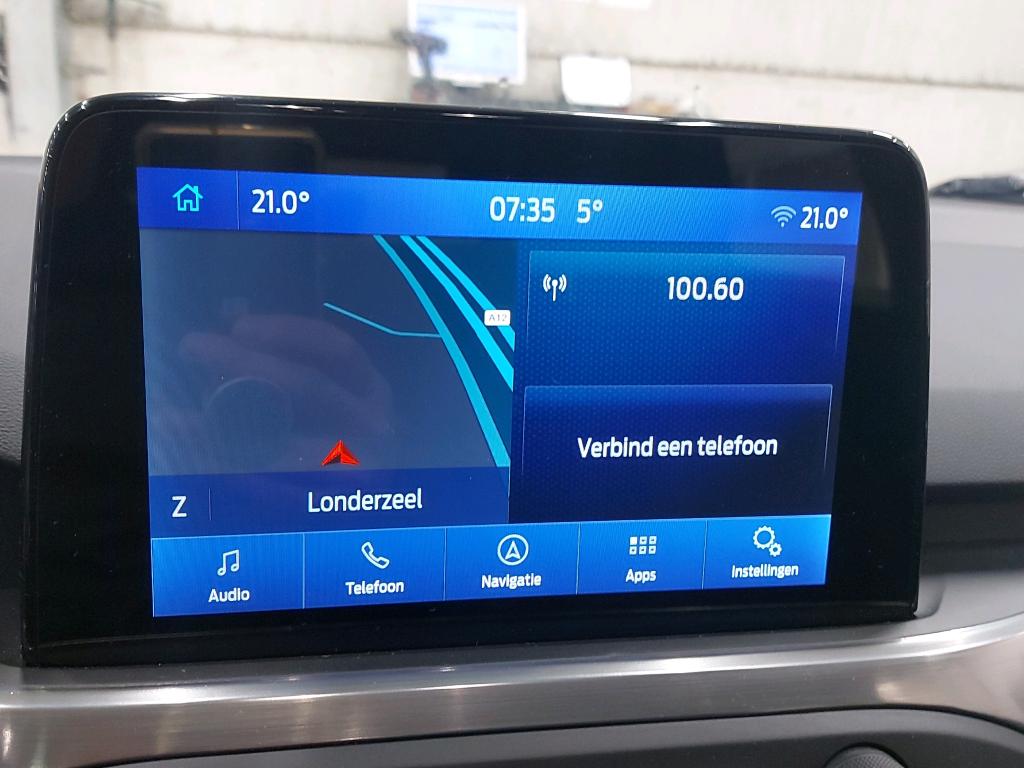 21.0° 07:35 5° 21.0°
A12
100.60
Verbind een telefoon
Z Londerzeel
Audio Telefoon Navigatie Apps Instellingen